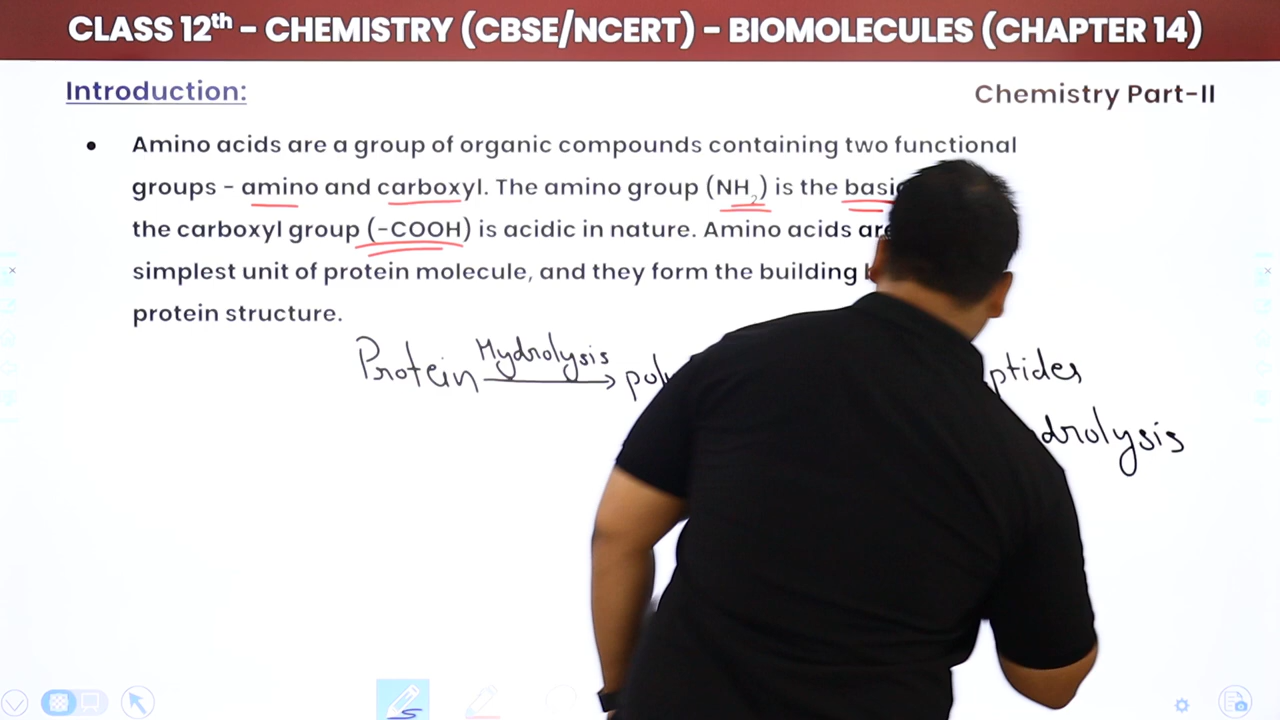 CLASS 12th – CHEMISTRY (CBSE/NCERT) – BIOMOLECULES (CHAPTER 14)
Introduction:
Chemistry Part-II
• Amino acids are a group of organic compounds containing two functional
groups – amino and carboxyl. The amino group (NH₂) is the
the carboxyl group (-COOH) is acidic in nature. Amino acids
simplest unit of protein molecule, and they form the building
protein structure.
Protein Hydrolysis →